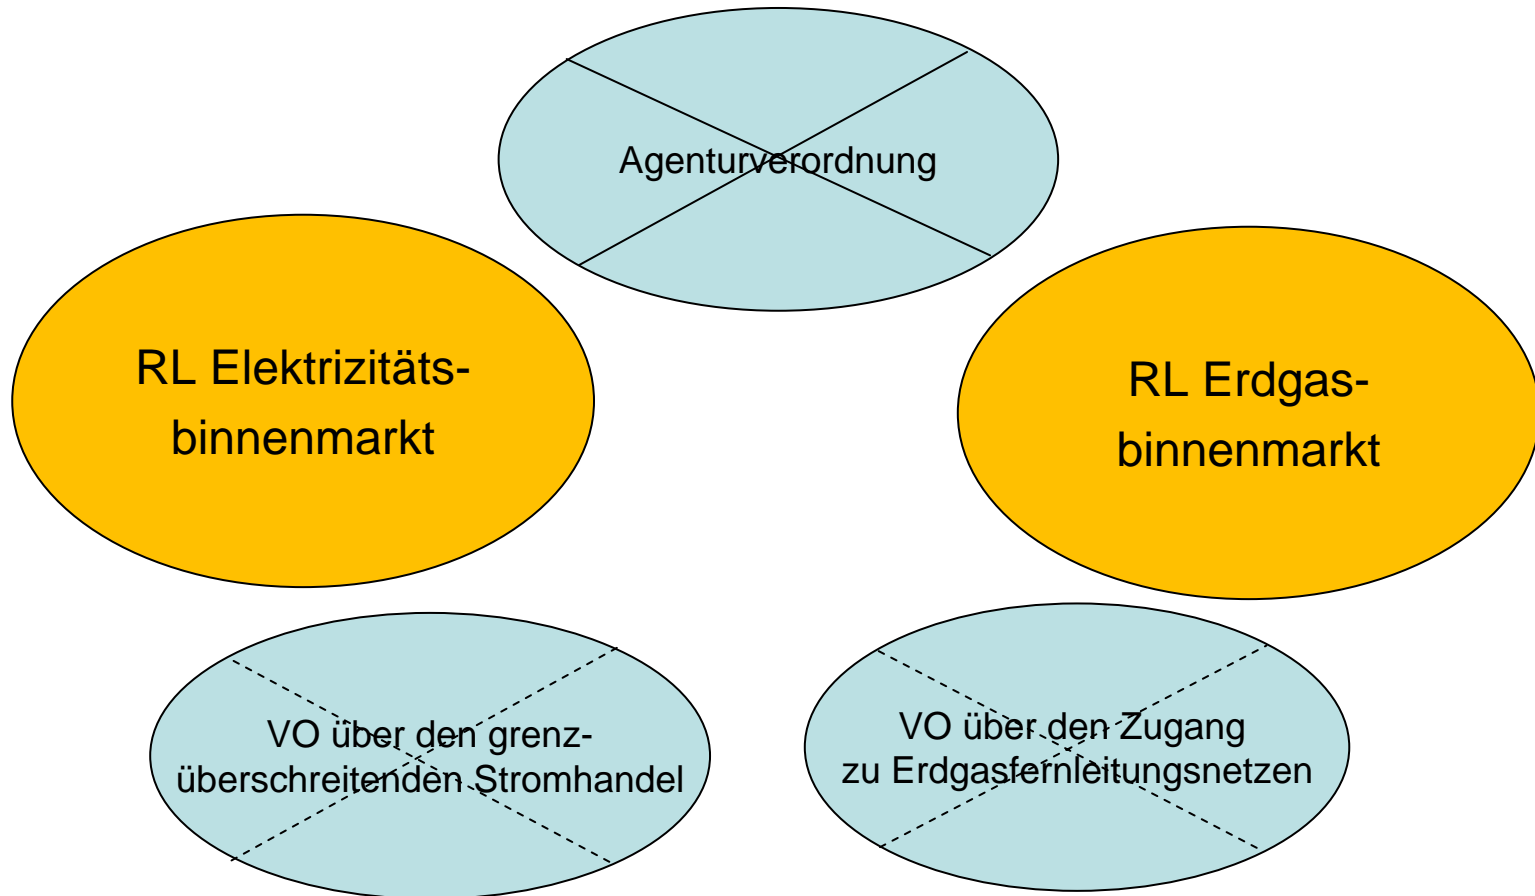 Agenturverordnung
RL Elektrizitäts-
binnenmarkt
RL Erdgas-
binnenmarkt
VO über den grenz-
überschreitenden Stromhandel
VO über den Zugang
zu Erdgasfernleitungsnetzen